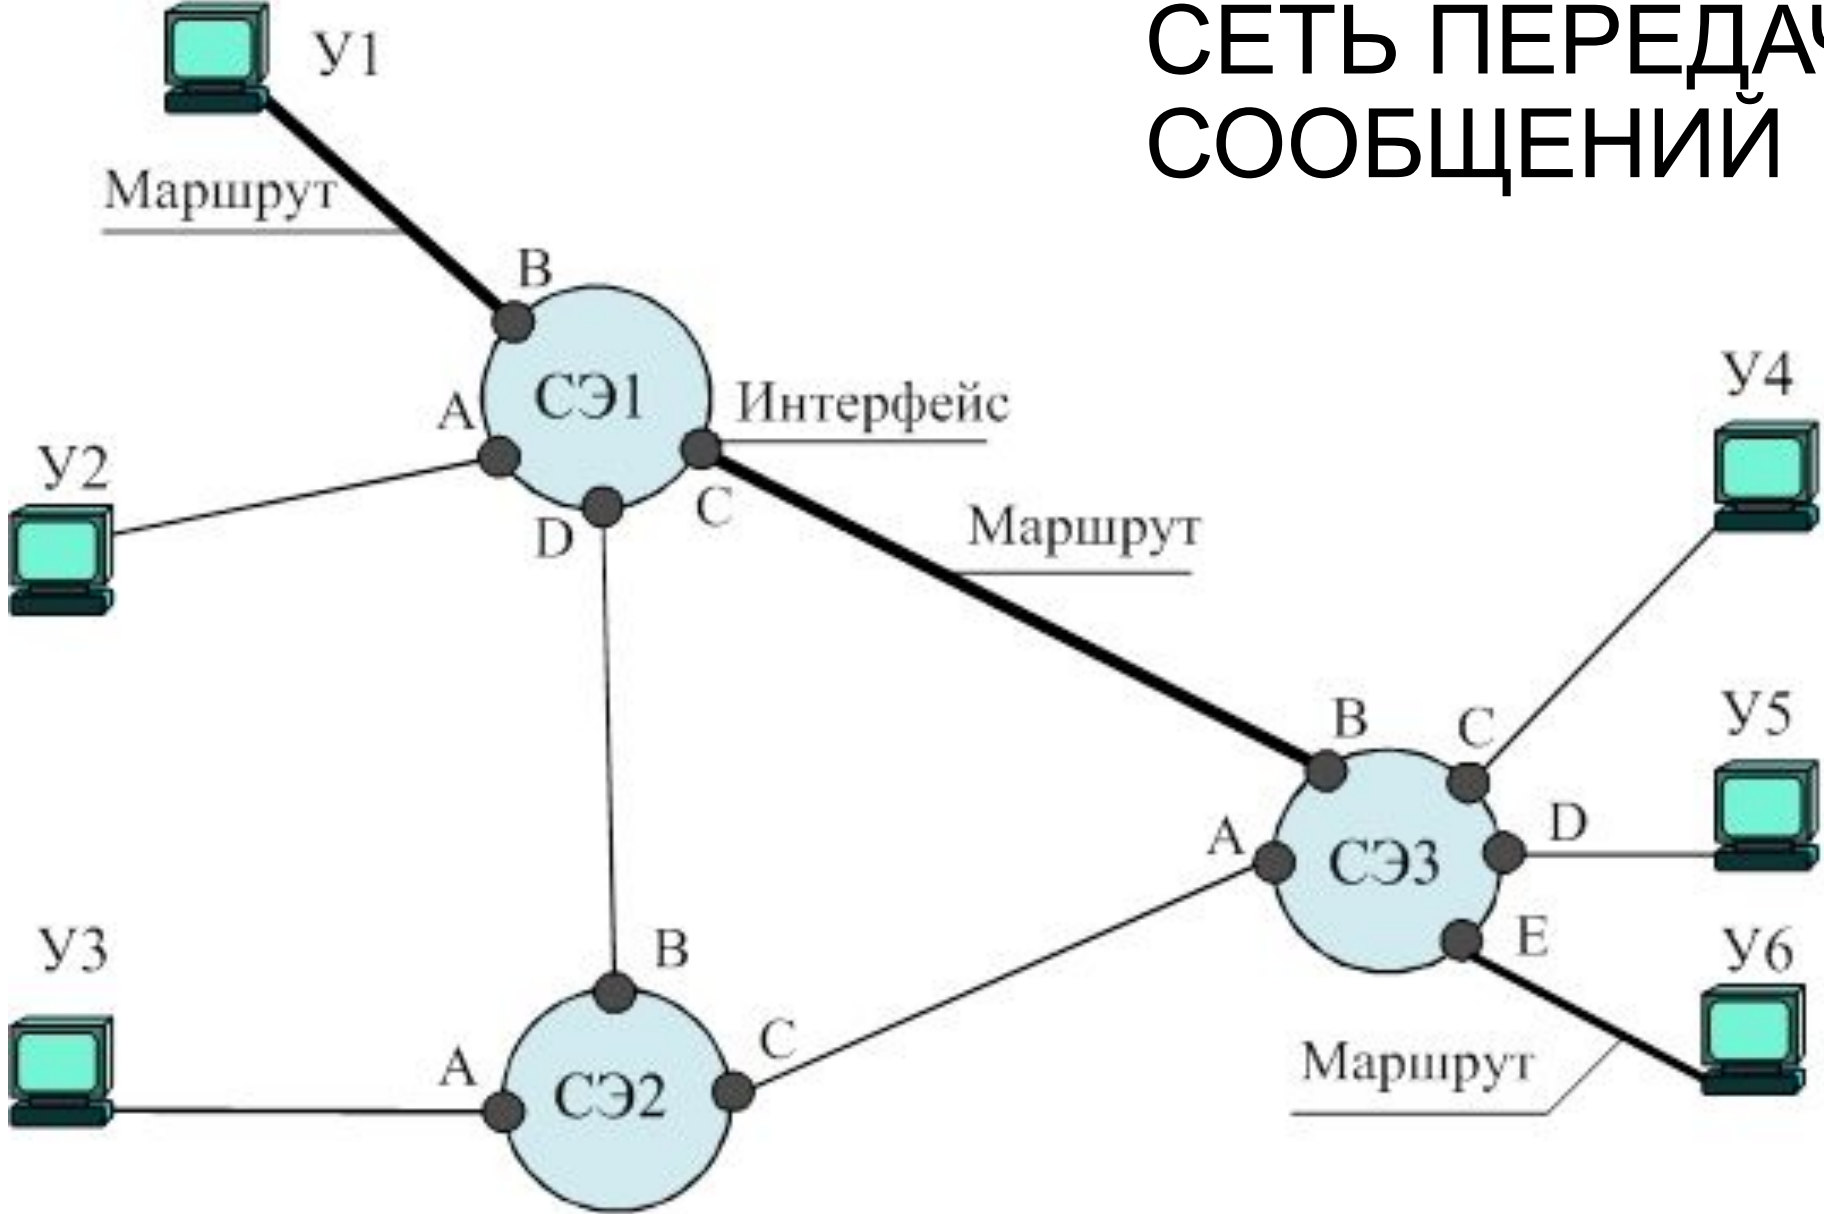 СЕТЬ ПЕРЕДАЧ
СООБЩЕНИЙ
У1
Маршрут
B
СЭ1
A
Интерфейс
У2
D
C
Маршрут
У4
B
C
У5
A
СЭ3
D
E
У3
B
У6
A
СЭ2
C
Маршрут